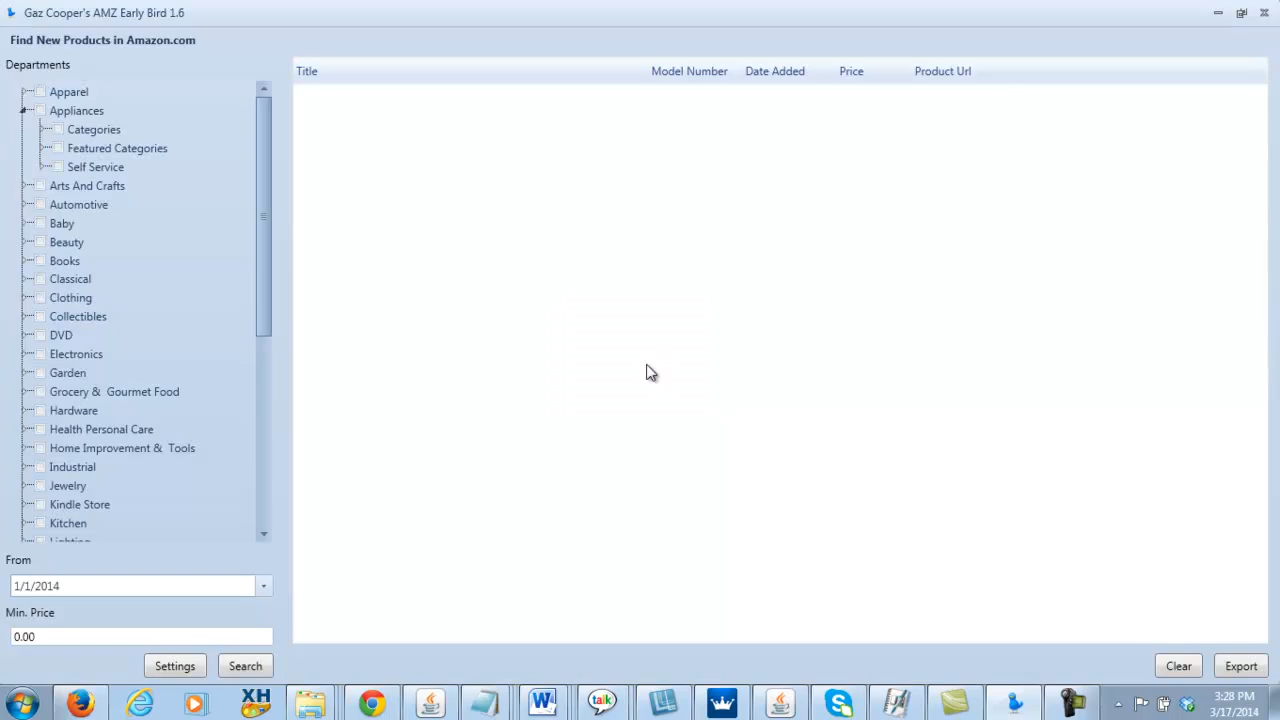 Gaz Cooper's AMZ Early Bird 1.6
Find New Products in Amazon.com
Departments
Title Model Number Date Added Price Product Url
Apparel
Appliances
Categories
Featured Categories
Self Service
Arts And Crafts
Automotive
Baby
Beauty
Books
Classical
Clothing
Collectibles
DVD
Electronics
Garden
Grocery & Gourmet Food
Hardware
Health Personal Care
Home Improvement & Tools
Industrial
Jewelry
Kindle Store
Kitchen
Lighting
From
1/1/2014
Min. Price
0.00
Settings Search Clear Export
XH talk W S
3:28 PM
3/17/2014